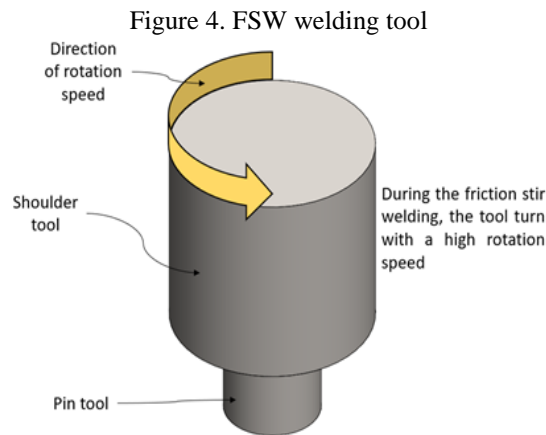 Figure 4. FSW welding tool
Direction
of rotation
speed
Shoulder
tool
During the friction stir
welding, the tool turn
with a high rotation
speed
Pin tool